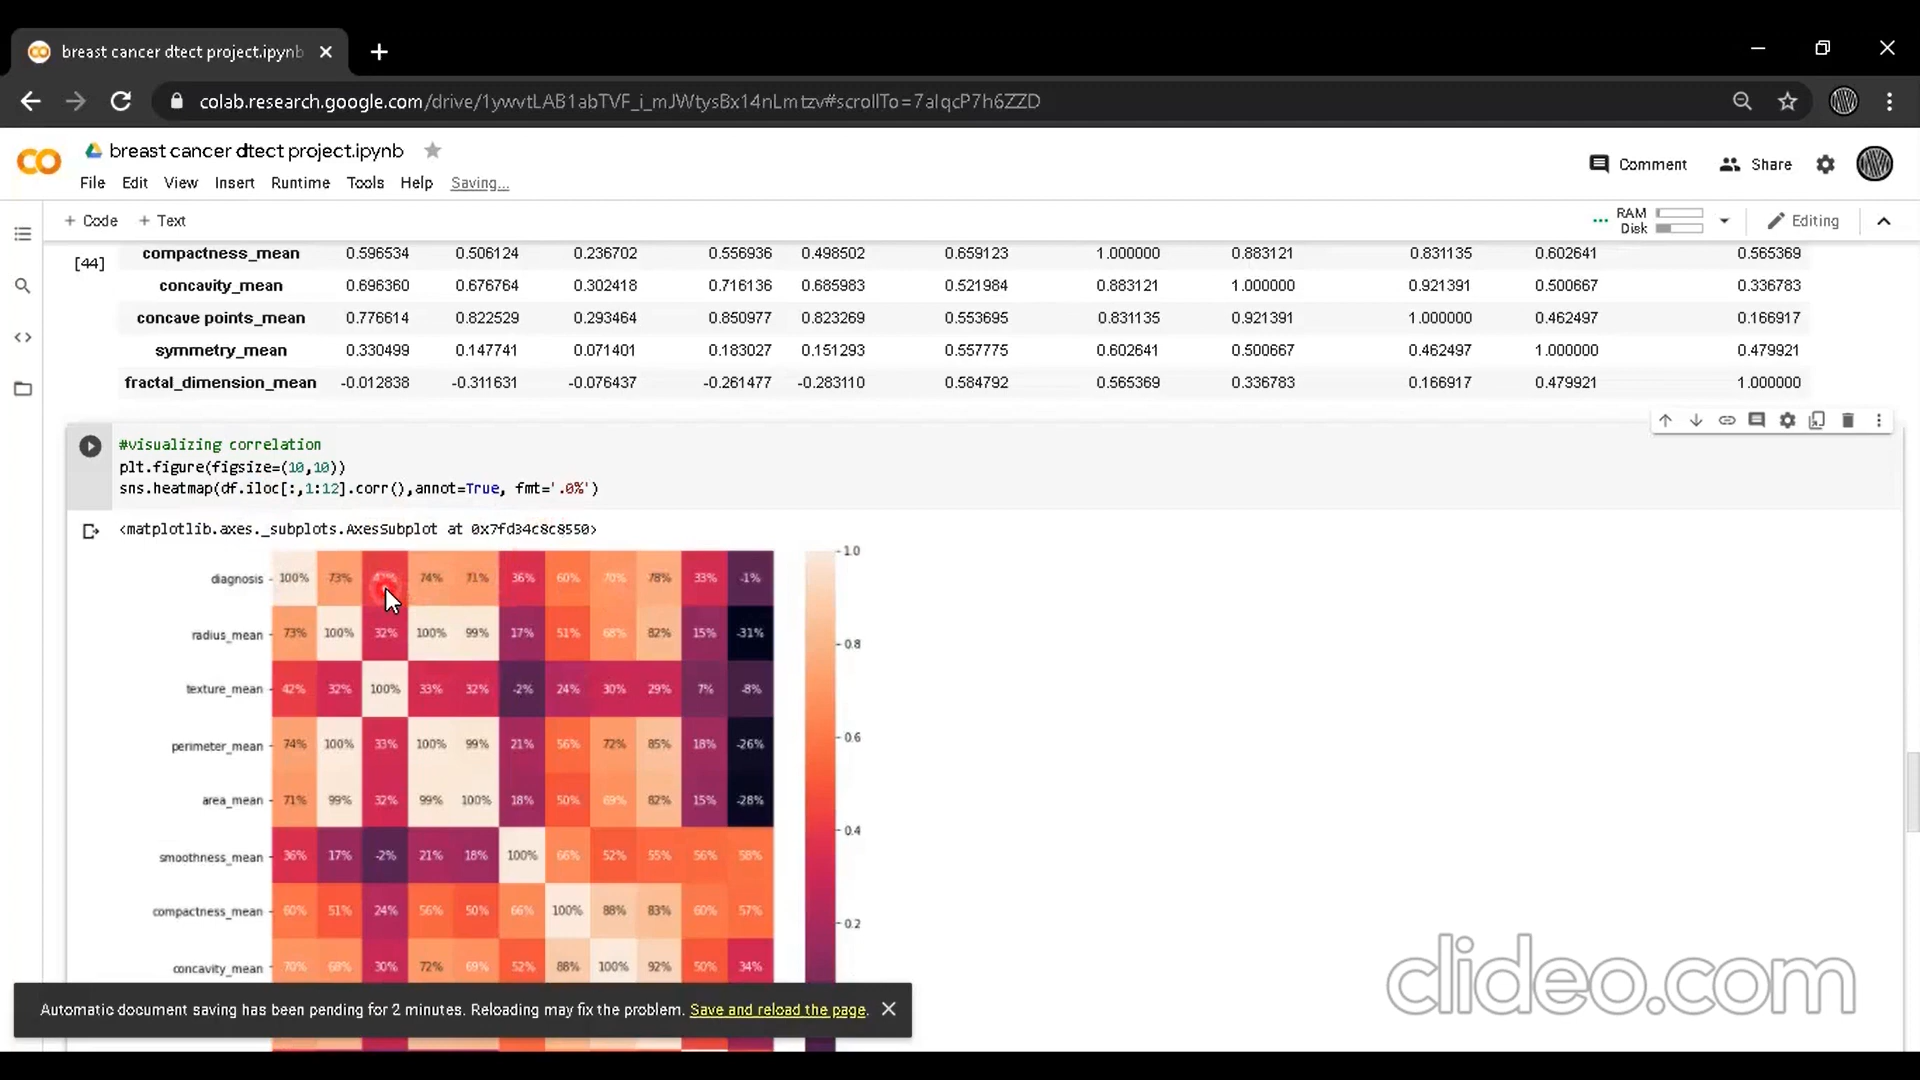 breast cancer dtect project.ipynb
colab.research.google.com/drive/1ywvtLAB1abTVF_i_mJWtysBx14nLmtzv#scrollTo=7aIqcP7h6ZZD
CO
breast cancer dtect project.ipynb
Comment
Share
File Edit View Insert Runtime Tools Help Saving...
+ Code + Text
RAM
Disk
Editing
[44]
compactness_mean 0.596534 0.506124 0.236702 0.556936 0.498502 0.659123 1.000000 0.883121 0.831135 0.602641 0.565369
concavity_mean 0.696360 0.676764 0.302418 0.716136 0.685983 0.521984 0.883121 1.000000 0.921391 0.500667 0.336783
concave points_mean 0.776614 0.822529 0.293464 0.850977 0.823269 0.553695 0.831135 0.921391 1.000000 0.462497 0.166917
symmetry_mean 0.330499 0.147741 0.071401 0.183027 0.151293 0.557775 0.602641 0.500667 0.462497 1.000000 0.479921
fractal_dimension_mean -0.012838 -0.311631 -0.076437 -0.261477 -0.283110 0.584792 0.565369 0.336783 0.166917 0.479921 1.000000
#visualizing correlation
plt.figure(figsize=(10,10))
sns.heatmap(df.iloc[:,1:12].corr(),annot=True, fmt='.0%')
<matplotlib.axes._subplots.AxesSubplot at 0x7fd34c8c8550>
diagnosis 100% 73% 74% 71% 36% 60% 70% 78% 33% -1%
radius_mean 73% 100% 32% 100% 99% 17% 51% 68% 82% 15% -31%
texture_mean 42% 32% 100% 33% 32% -2% 24% 30% 29% 7% -8%
perimeter_mean 74% 100% 33% 100% 99% 21% 56% 72% 85% 18% -26%
area_mean 71% 99% 32% 99% 100% 18% 50% 69% 82% 15% -28%
smoothness_mean 36% 17% -2% 21% 18% 100% 66% 52% 55% 56% 58%
compactness_mean 60% 51% 24% 56% 50% 66% 100% 88% 83% 60% 57%
concavity_mean 70% 68% 30% 72% 69% 52% 88% 100% 92% 50% 34%
1.0
0.8
0.6
0.4
0.2
Automatic document saving has been pending for 2 minutes. Reloading may fix the problem. Save and reload the page.
clideo.com